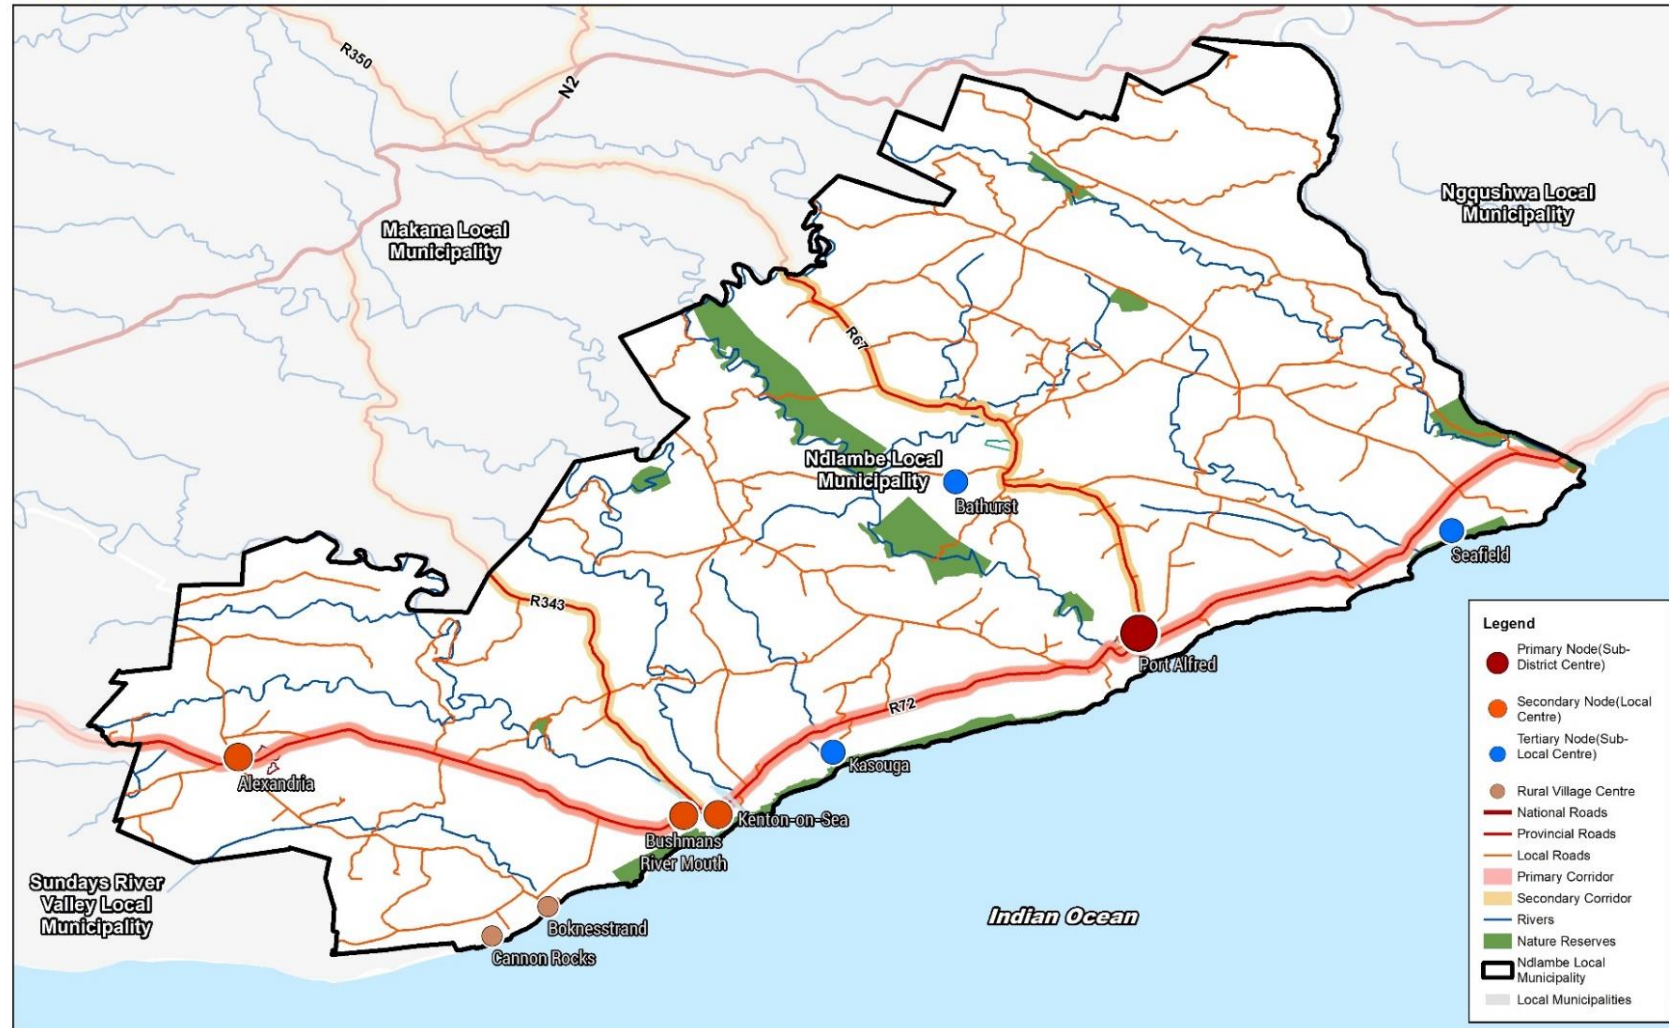 R350
N2
Makana Local
Municipality
Ngqushwa Local
Municipality
R67
Ndlambe Local
Municipality
Bathurst
Seafield
R343
Port Alfred
R72
Kasouga
Alexandria
Kenton-on-Sea
Bushmans
River Mouth
Sundays River
Valley Local
Municipality
Boknesstrand
Cannon Rocks
Indian Ocean
Legend
Primary Node(Sub-
District Centre)
Secondary Node(Local
Centre)
Tertiary Node(Sub-
Local Centre)
Rural Village Centre
National Roads
Provincial Roads
Local Roads
Primary Corridor
Secondary Corridor
Rivers
Nature Reserves
Ndlambe Local
Municipality
Local Municipalities